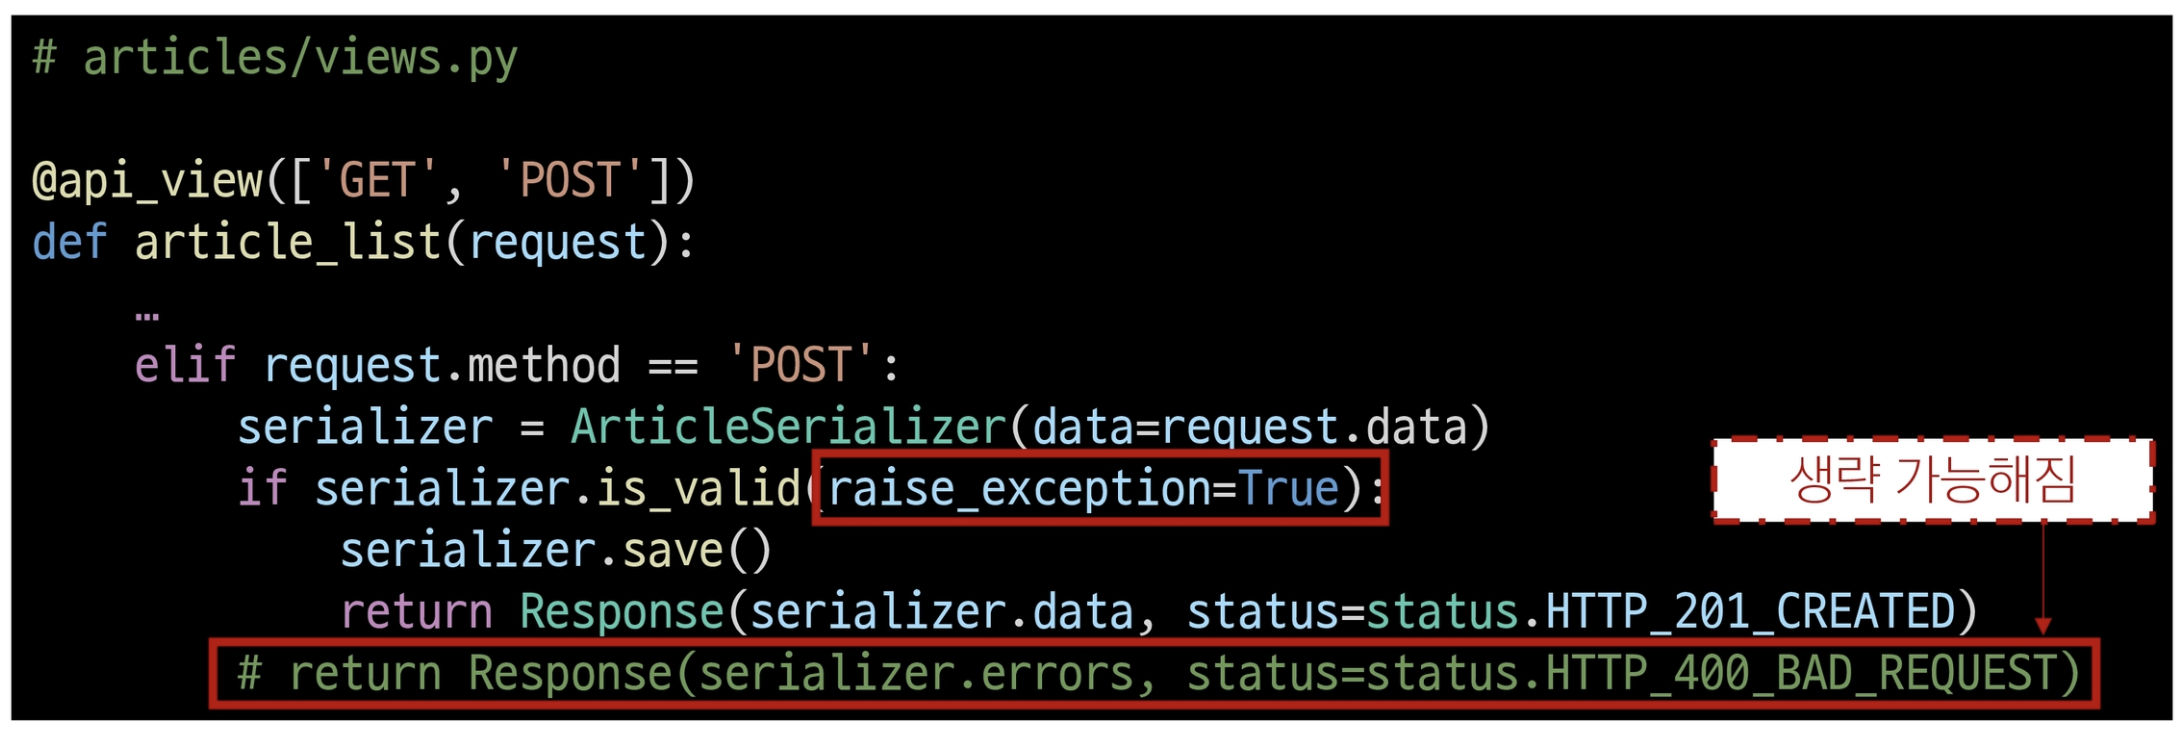 # articles/views.py
@api_view(['GET', 'POST'])
def article_list(request):
    …
    elif request.method == 'POST':
        serializer = ArticleSerializer(data=request.data)
        if serializer.is_valid(raise_exception=True):
생략 가능해짐
            serializer.save()
            return Response(serializer.data, status=status.HTTP_201_CREATED)
        # return Response(serializer.errors, status=status.HTTP_400_BAD_REQUEST)